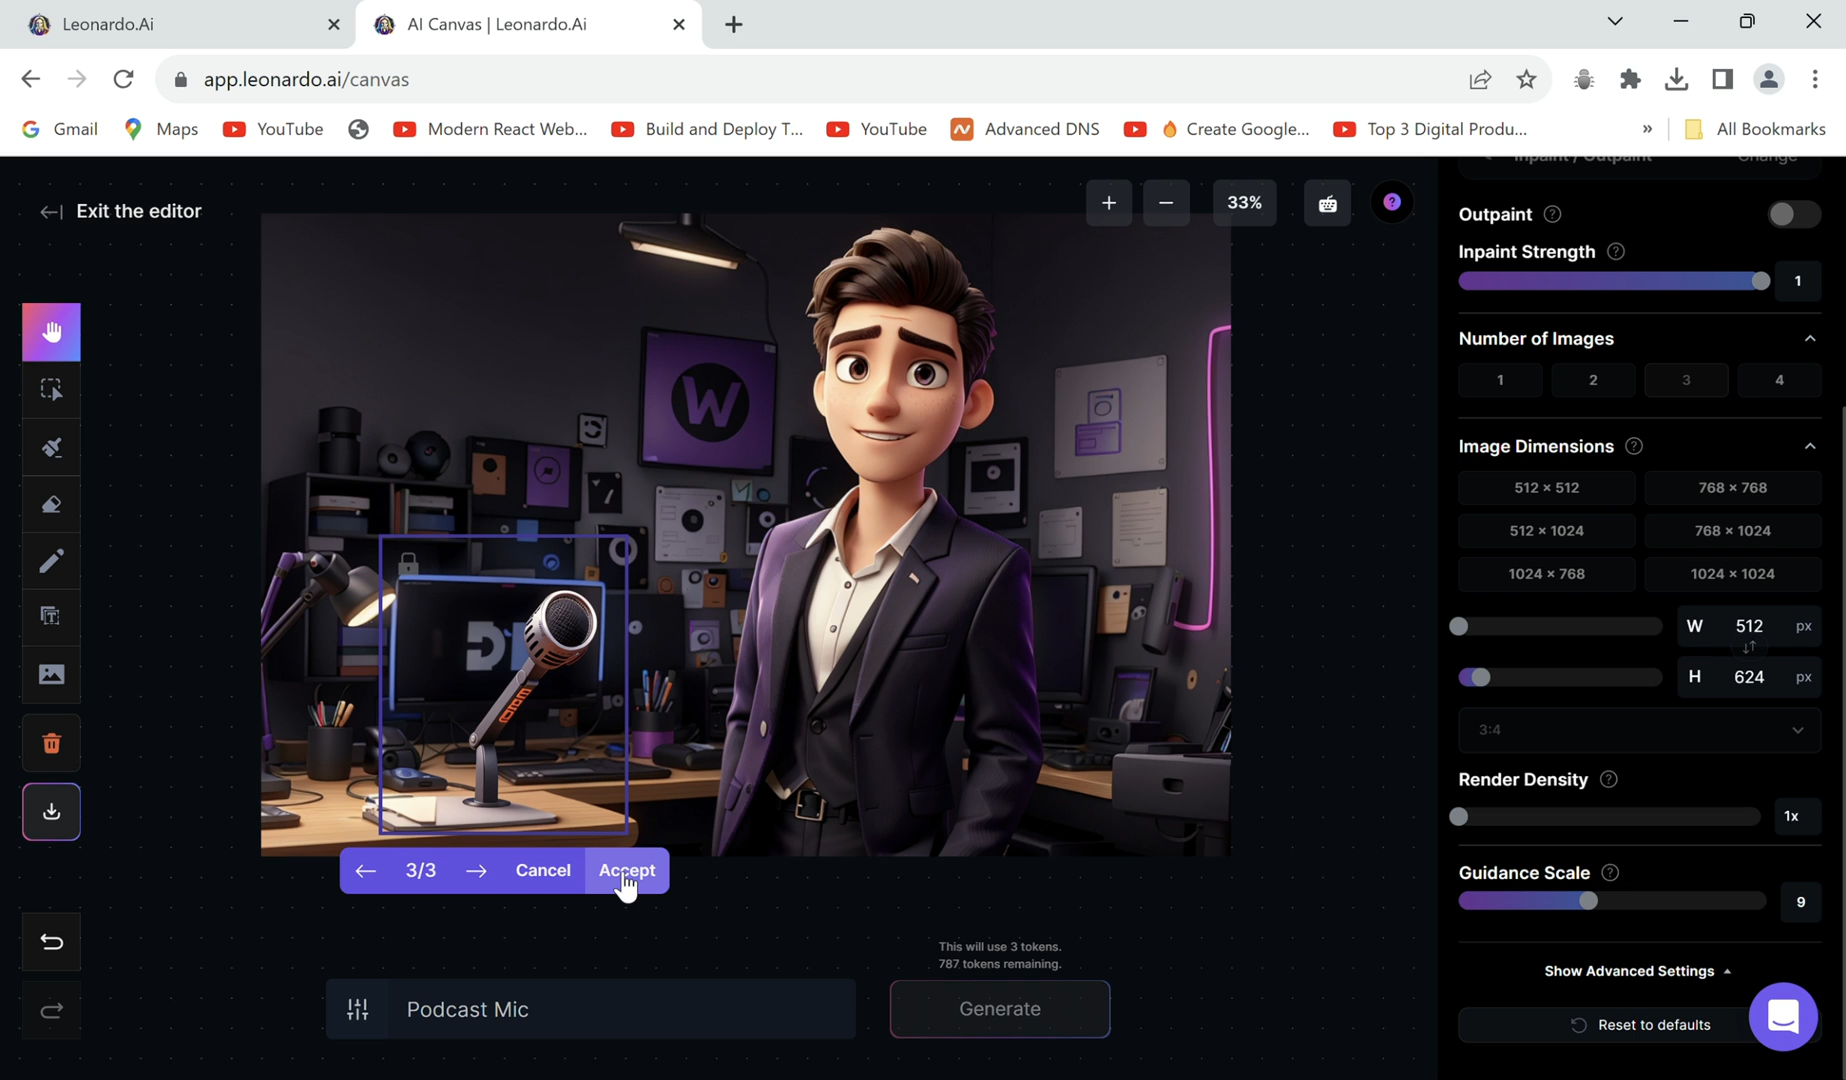 Leonardo.Ai
AI Canvas | Leonardo.Ai
app.leonardo.ai/canvas
Gmail
Maps
YouTube
Modern React Web...
Build and Deploy T...
YouTube
Advanced DNS
Create Google...
Top 3 Digital Produ...
»
All Bookmarks
Inpaint / Outpaint
Change
Exit the editor
33%
Outpaint
Inpaint Strength
1
Number of Images
1
2
3
4
W
Image Dimensions
512 × 512
768 × 768
512 × 1024
768 × 1024
1024 × 768
1024 × 1024
W 512 px
H 624 px
3:4
Render Density
1x
3/3
Cancel
Accept
Guidance Scale
9
This will use 3 tokens.
787 tokens remaining.
Podcast Mic
Generate
Show Advanced Settings
Reset to defaults